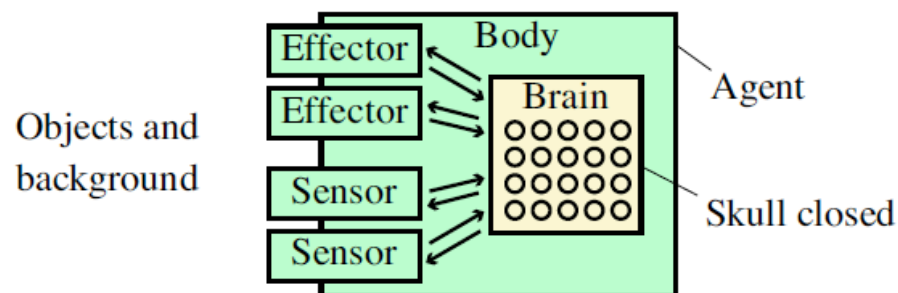 Effector
Body
Effector
Brain
Agent
Objects and
background
Sensor
Skull closed
Sensor